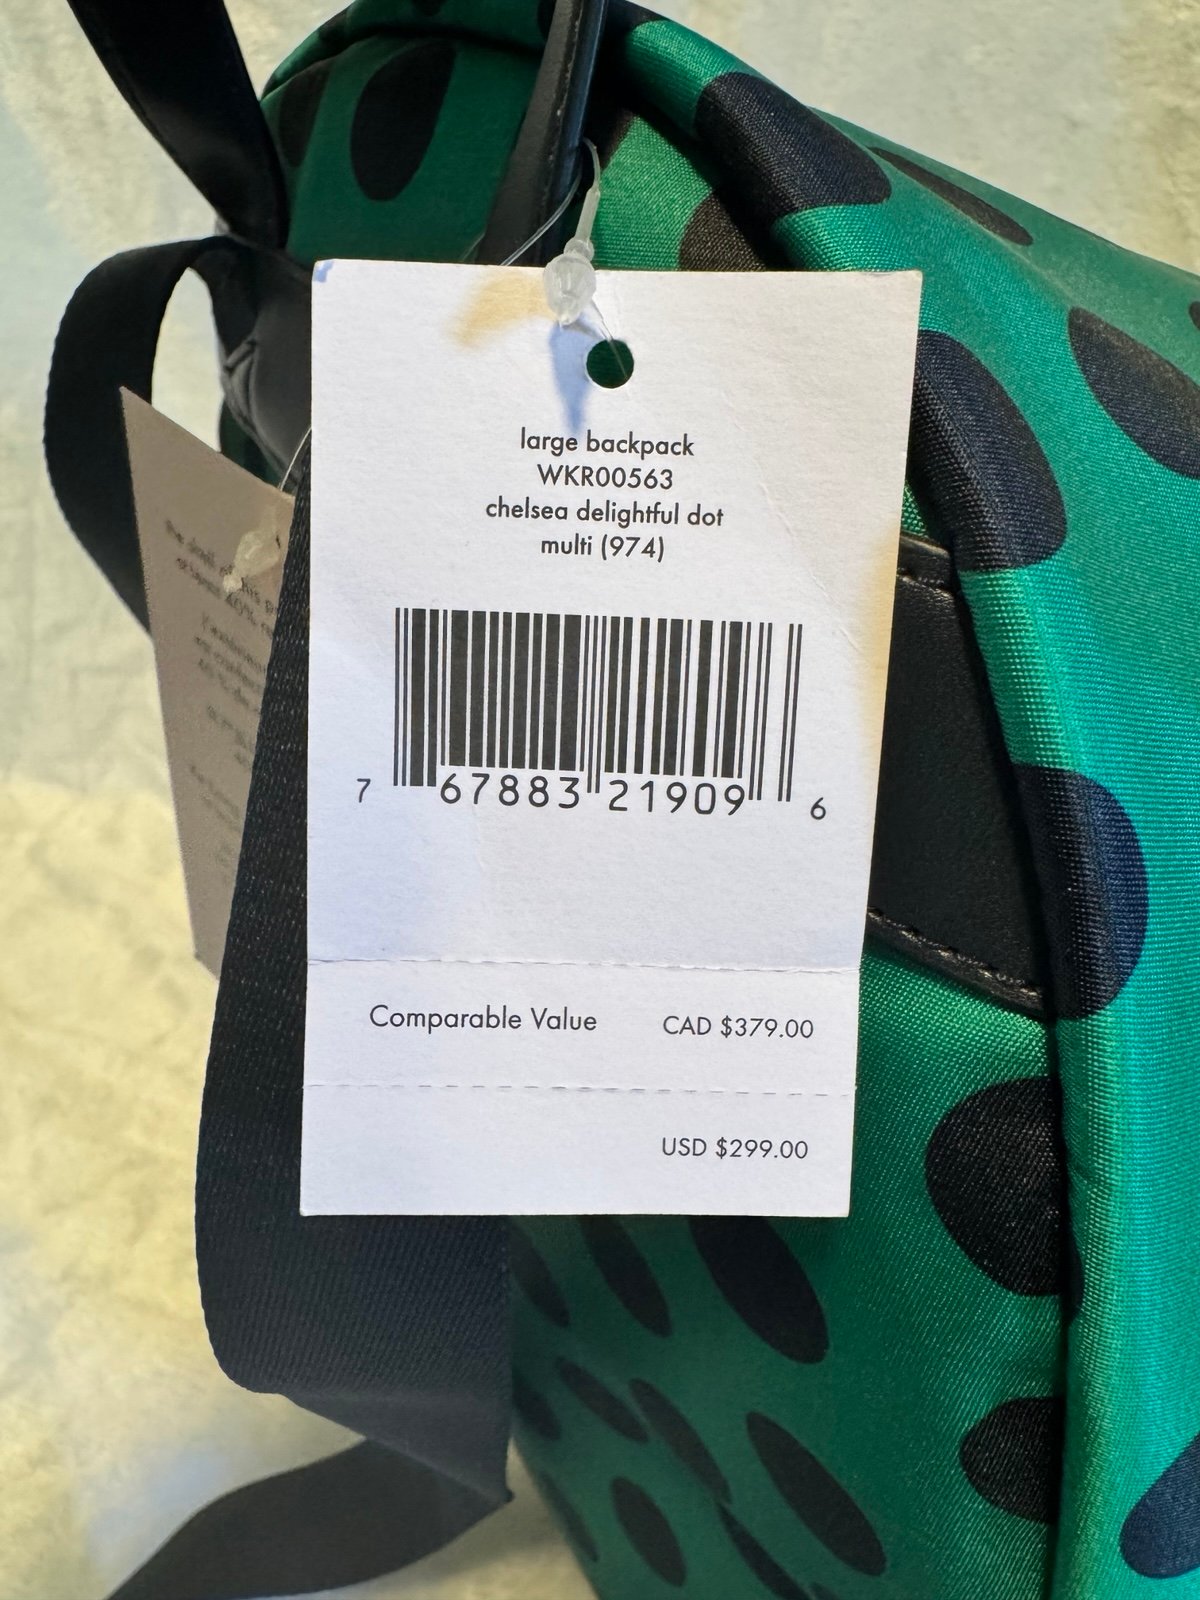 large backpack
WKR00563
chelsea delightful dot
multi (974)
7 67883 21909 6
Comparable Value CAD $379.00
USD $299.00